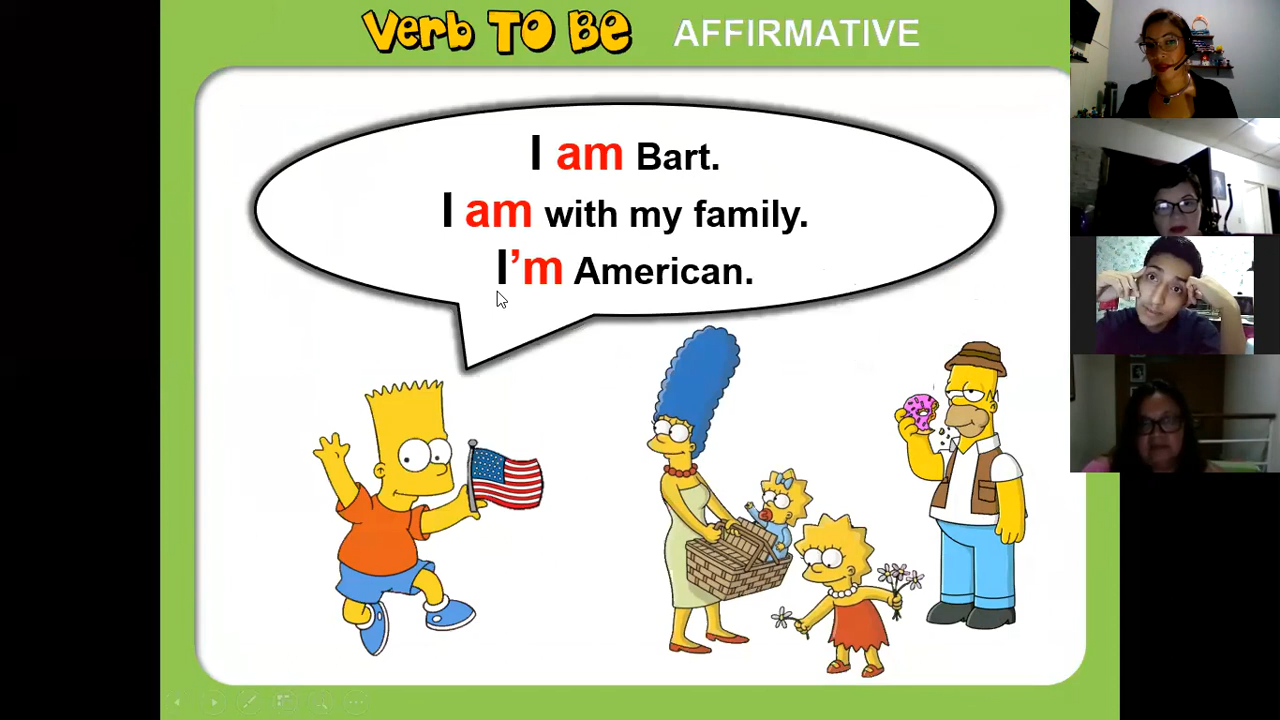 Verb TO BE AFFIRMATIVE
I am Bart.
I am with my family.
I’m American.